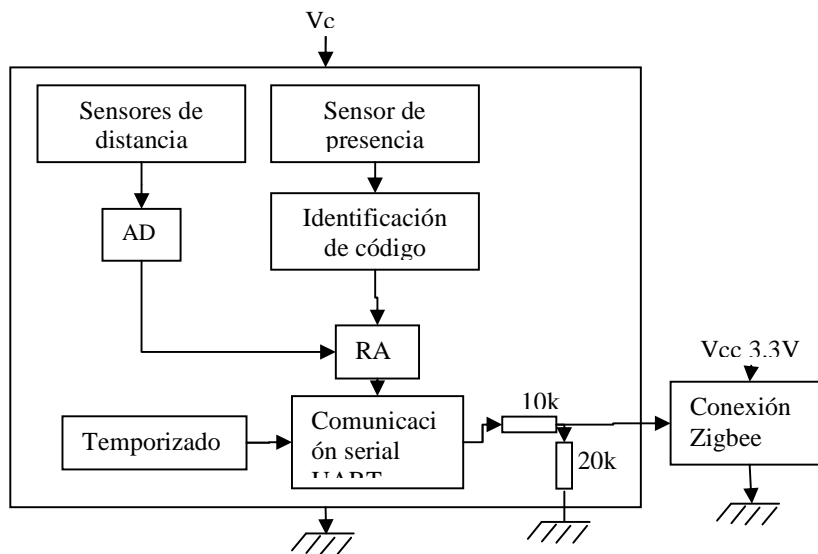 Vc
Sensores de
distancia
Sensor de
presencia
AD
Identificación
de código
RA
Vcc 3.3V
Temporizado
Comunicaci
ón serial
UART
10k
20k
Conexión
Zigbee